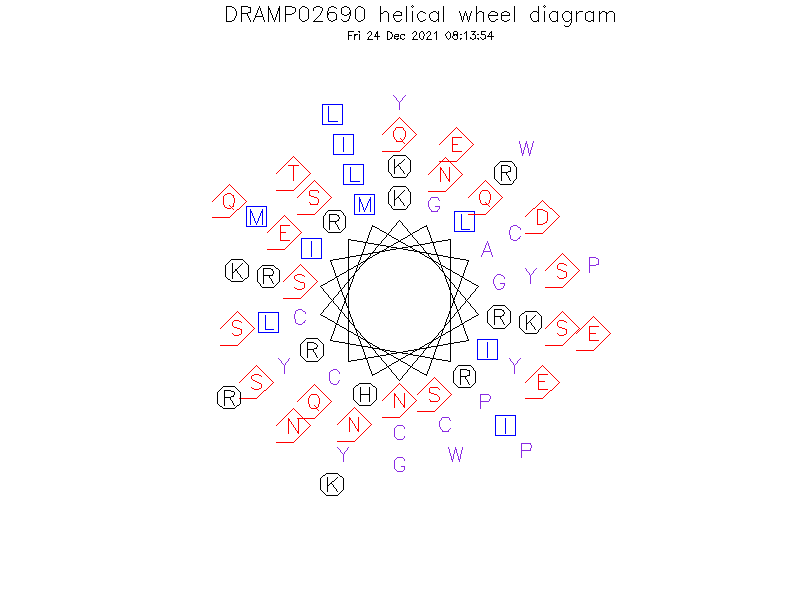 DRAMP02690 helical wheel diagram
Fri 24 Dec 2021 08:13:54
Y
L
Q
I E W
K
T L N R
Q S M K G Q
M R L D
E C
I A
K R S G Y S P
S L C R K S E
R I
Y Y
S C R E
R Q H N S P
N N C I
C
Y W P
G
K